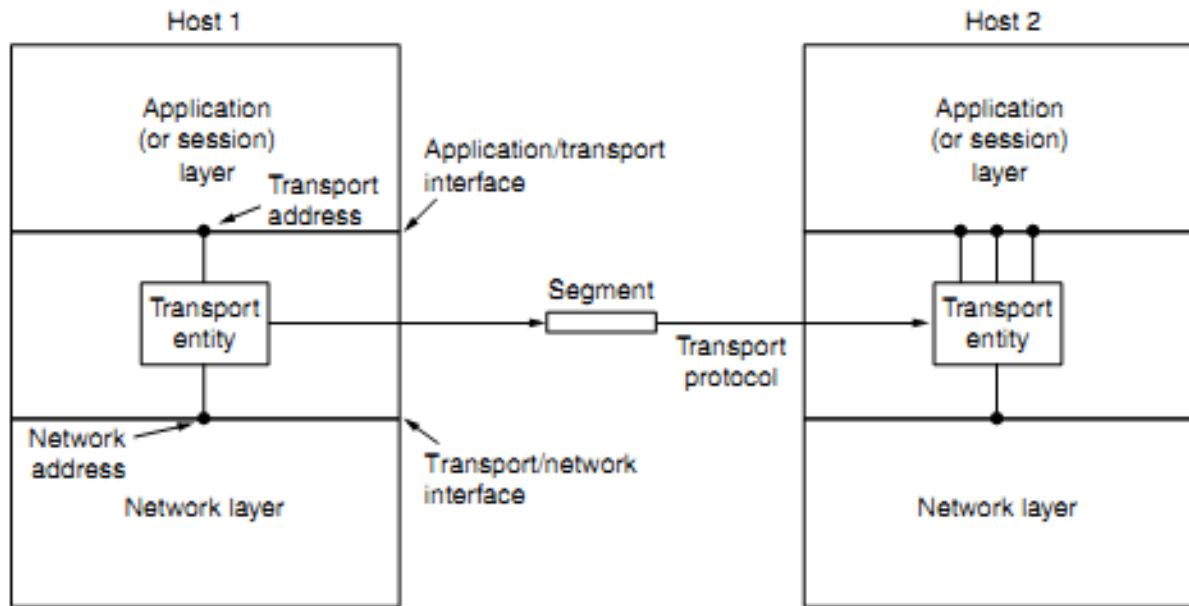 Host 1
Host 2
Application
(or session)
layer
Transport
address
Application/transport
interface
Application
(or session)
layer
Transport
entity
Segment
Transport
protocol
Transport
entity
Network
address
Network layer
Transport/network
interface
Network layer